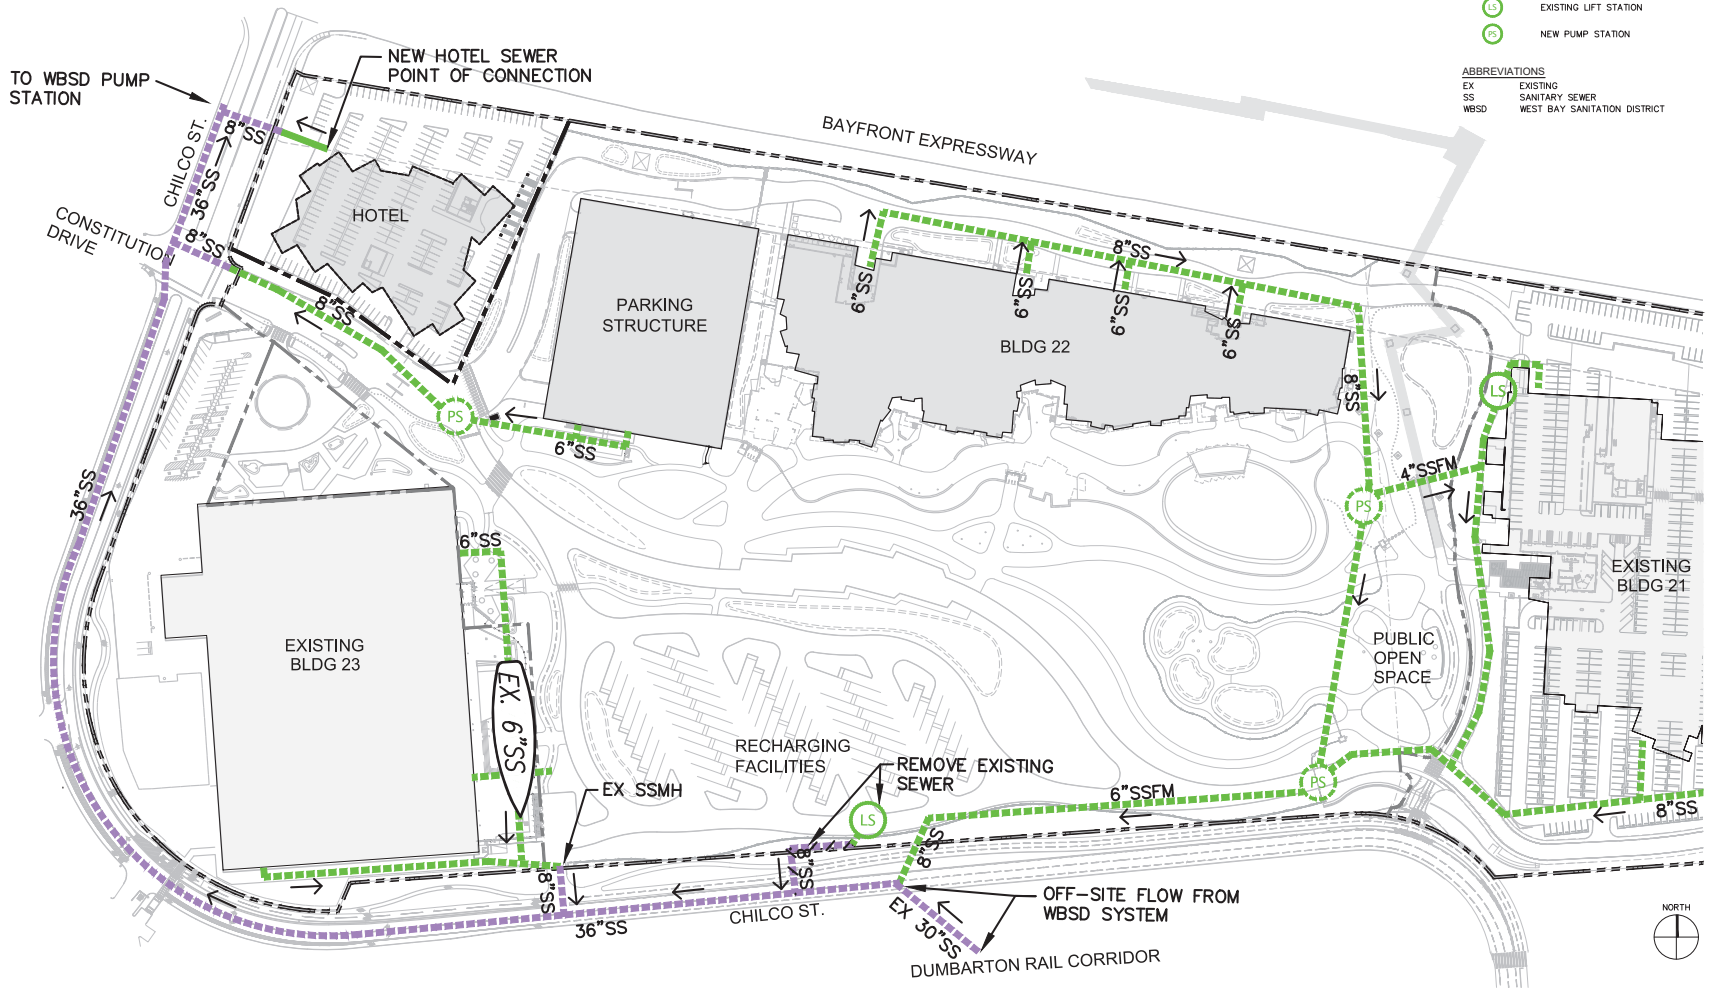 LS EXISTING LIFT STATION
PS NEW PUMP STATION
ABBREVIATIONS
EX EXISTING
SS SANITARY SEWER
WBSD WEST BAY SANITATION DISTRICT
NEW HOTEL SEWER
POINT OF CONNECTION
TO WBSD PUMP
STATION
8"SS
CHILCO ST.
36"SS
CONSTITUTION
DRIVE
8"SS
8"SS
HOTEL
BAYFRONT EXPRESSWAY
PARKING
STRUCTURE
BLDG 22
6"SS
6"SS
6"SS
6"SS
8"SS
8"SS
PS
6"SS
LS
4"SSFM
PS
36"SS
6"SS
EXISTING
BLDG 21
EXISTING
BLDG 23
EX. 6"SS
PUBLIC
OPEN
SPACE
RECHARGING
FACILITIES
REMOVE EXISTING
SEWER
EX SSMH
LS
6"SSFM
PS
8"SS
8"SS
8"SS
8"SS
36"SS
CHILCO ST.
EX 30"SS
OFF-SITE FLOW FROM
WBSD SYSTEM
DUMBARTON RAIL CORRIDOR
NORTH